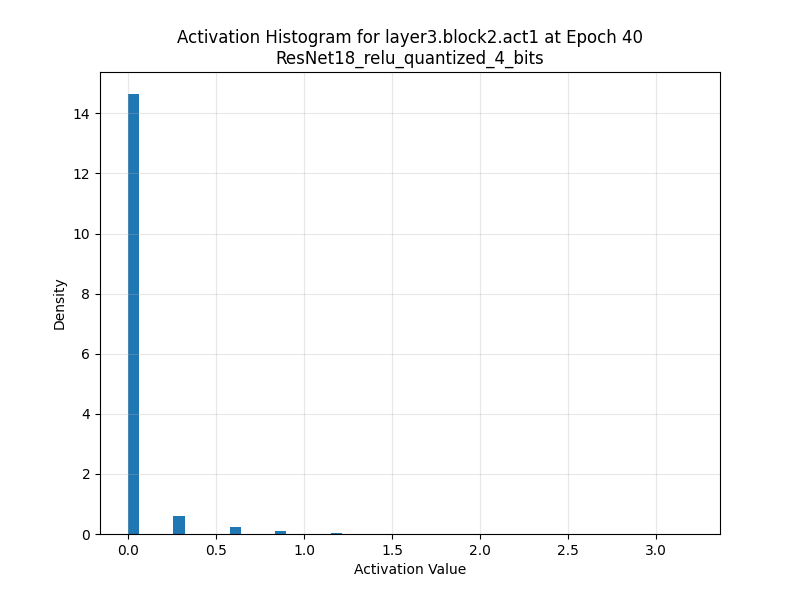 Activation Histogram for layer3.block2.act1 at Epoch 40
ResNet18_relu_quantized_4_bits
14
12
10
8
6
4
2
0
Density
0.0 0.5 1.0 1.5 2.0 2.5 3.0
Activation Value